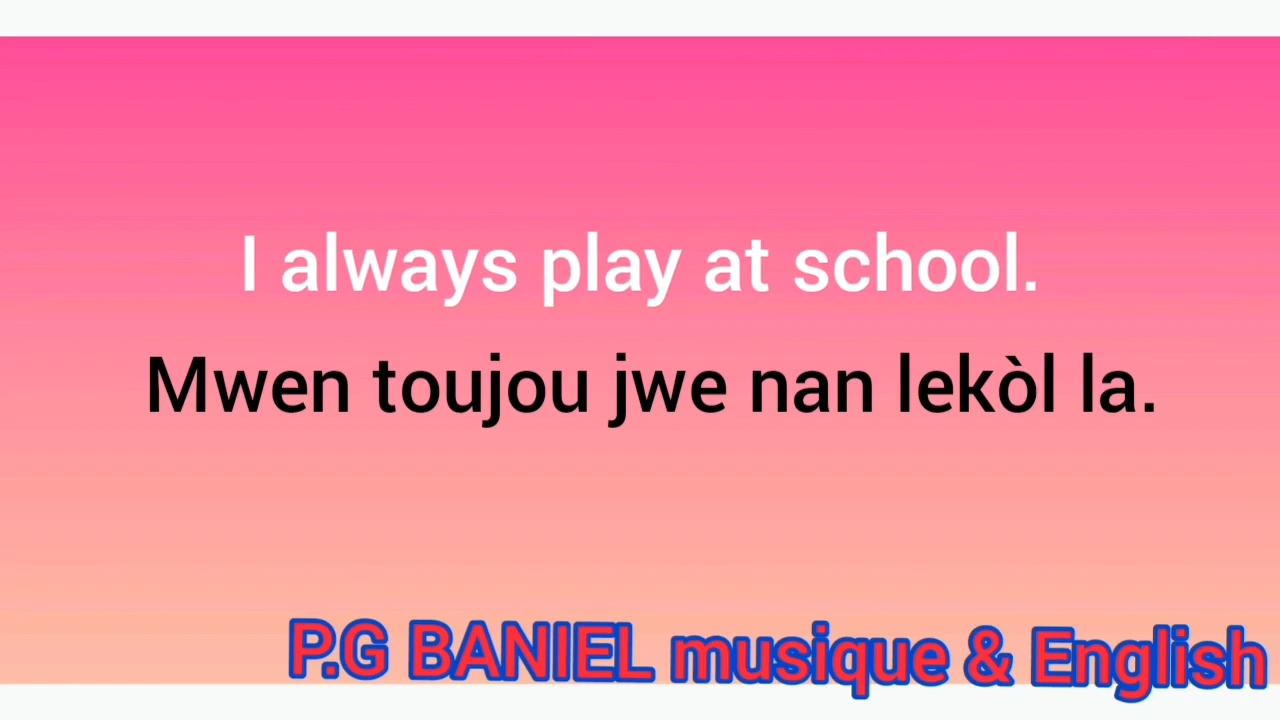 I always play at school.
Mwen toujou jwe nan lekòl la.
P.G BANIEL musique & English